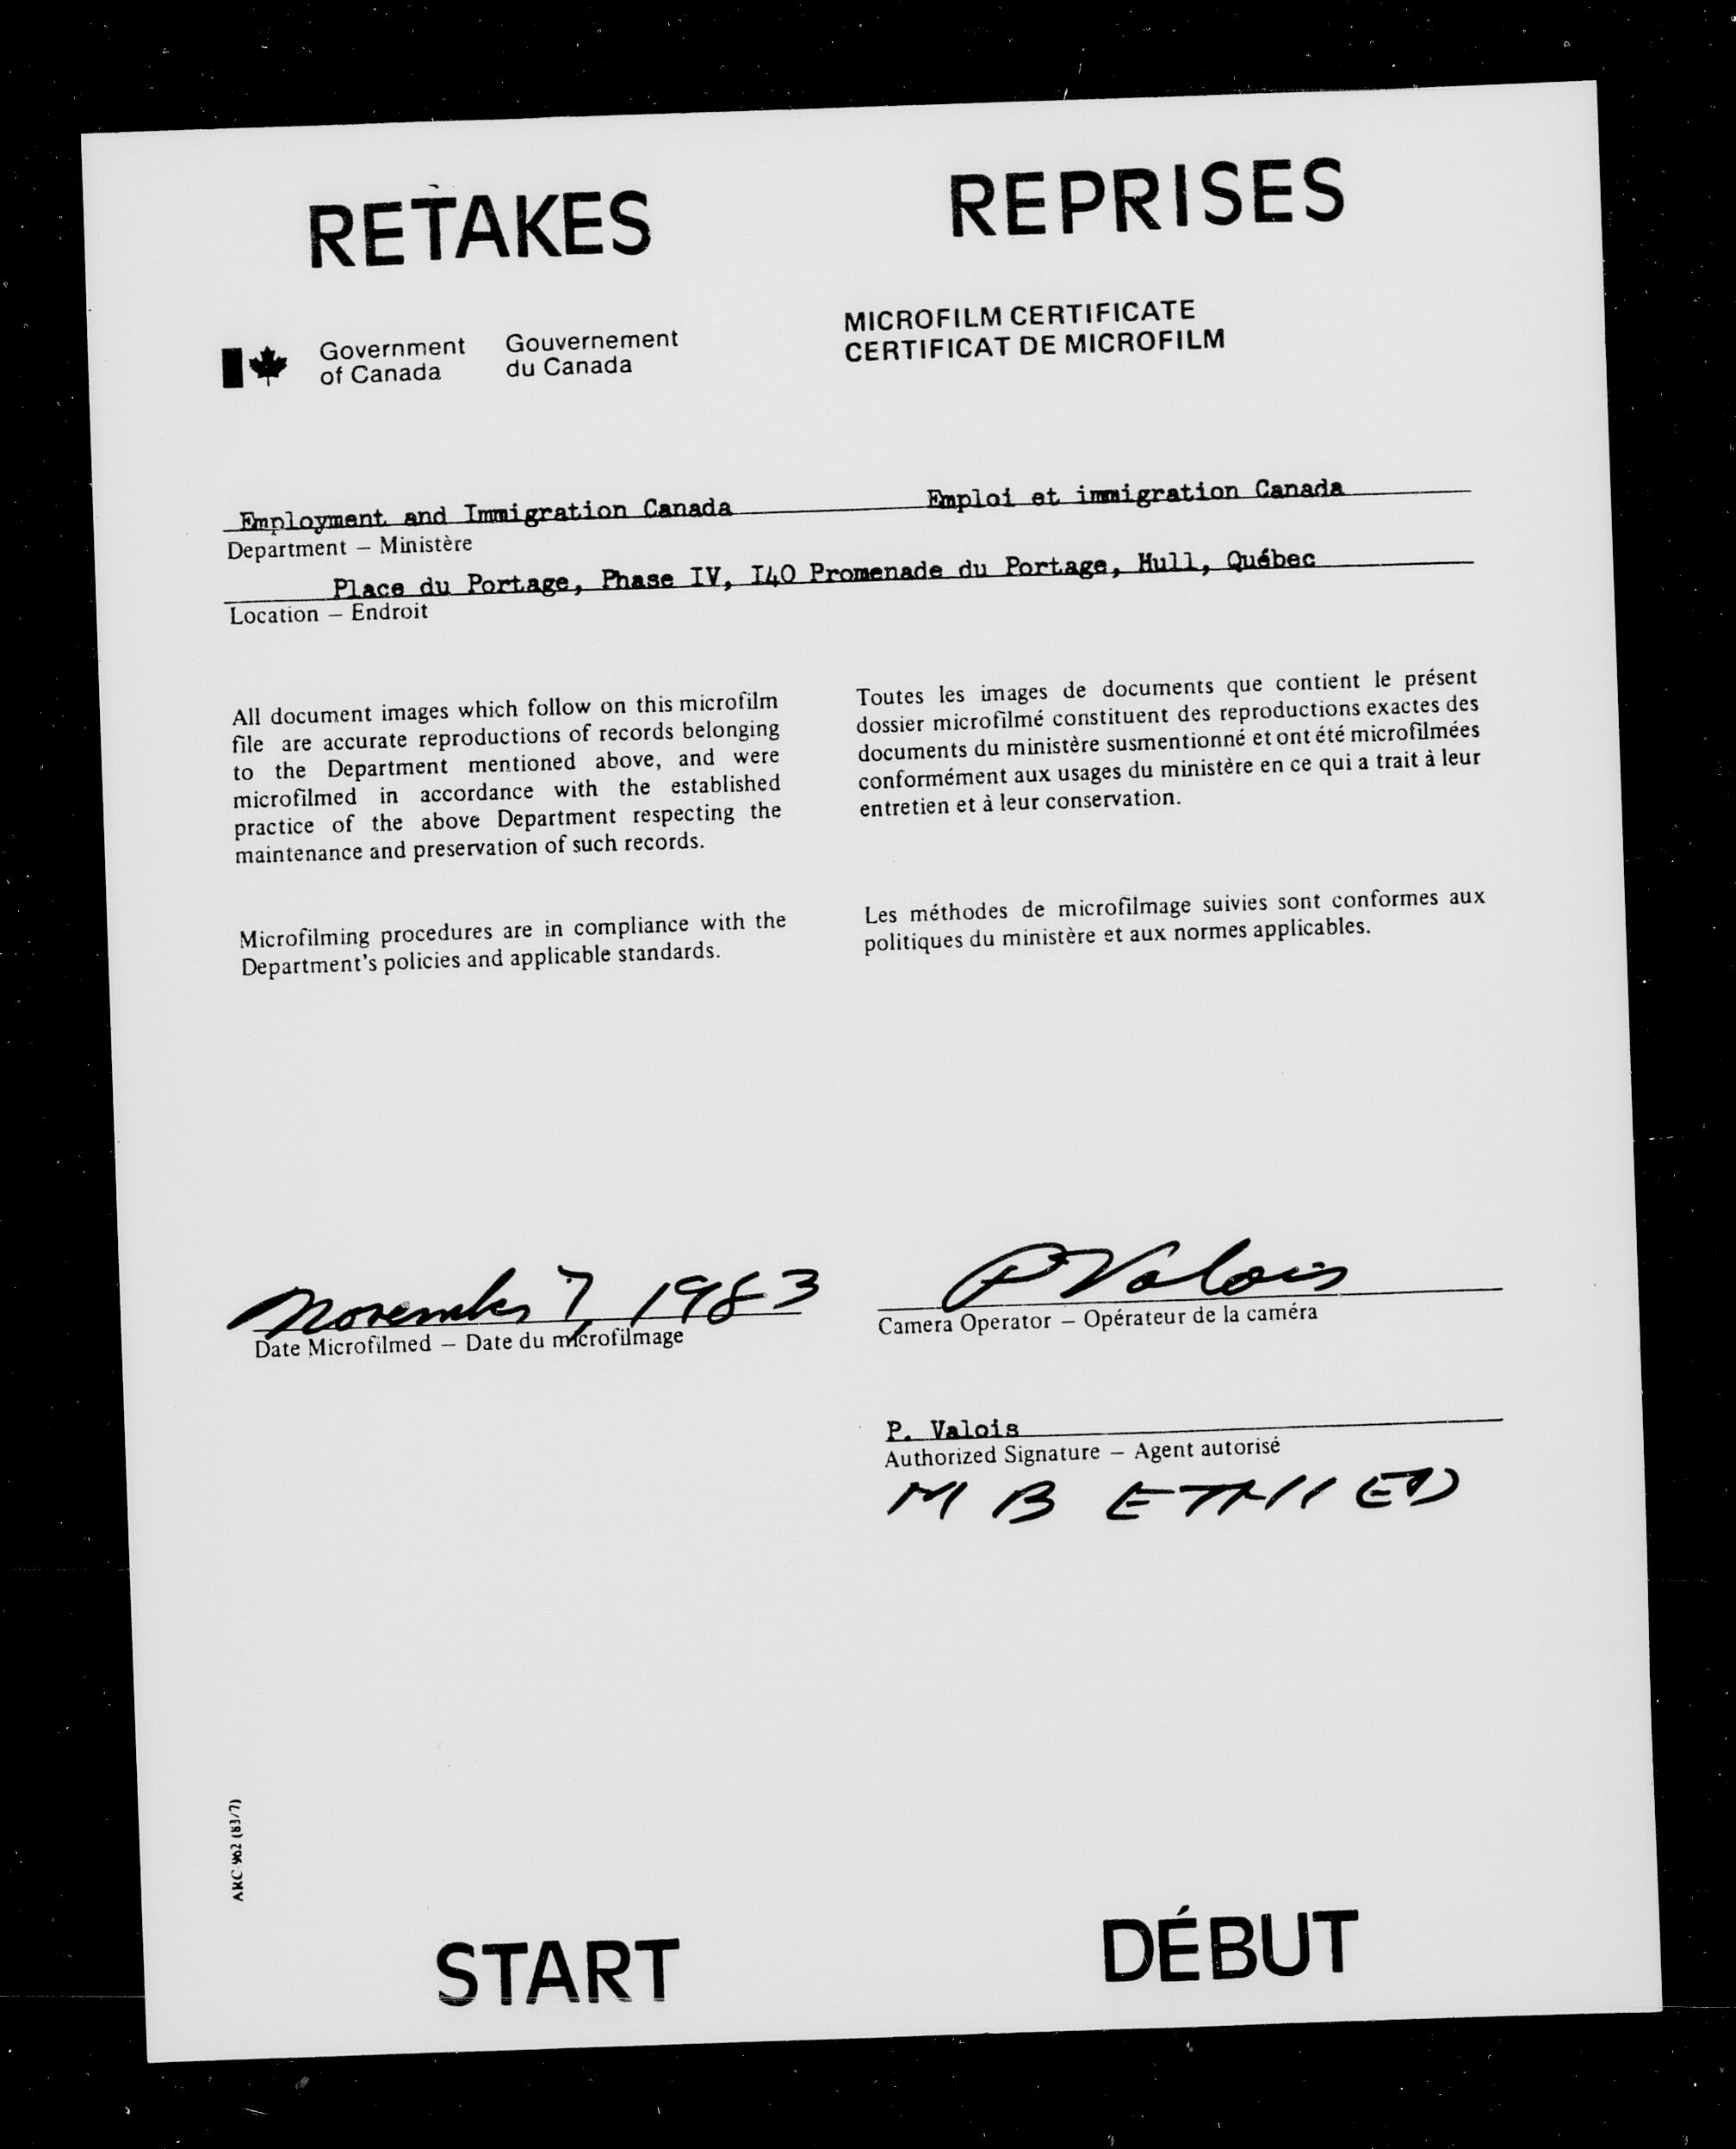 RETAKES
REPRISES
Government of Canada
Gouvernement du Canada
MICROFILM CERTIFICATE
CERTIFICAT DE MICROFILM
Employment and Immigration Canada Emploi et immigration Canada
Department – Ministère
Place du Portage, Phase IV, I40 Promenade du Portage, Hull, Québec
Location – Endroit
All document images which follow on this microfilm
file are accurate reproductions of records belonging
to the Department mentioned above, and were
microfilmed in accordance with the established
practice of the above Department respecting the
maintenance and preservation of such records.
Toutes les images de documents que contient le présent
dossier microfilmé constituent des reproductions exactes des
documents du ministère susmentionné et ont été microfilmées
conformément aux usages du ministère en ce qui a trait à leur
entretien et à leur conservation.
Microfilming procedures are in compliance with the
Department's policies and applicable standards.
Les méthodes de microfilmage suivies sont conformes aux
politiques du ministère et aux normes applicables.
November 7, 1983
Date Microfilmed – Date du microfilmage
P Valois
Camera Operator – Opérateur de la caméra
P. Valois
Authorized Signature – Agent autorisé
M B
ARC-962 (83/7)
START
DÉBUT